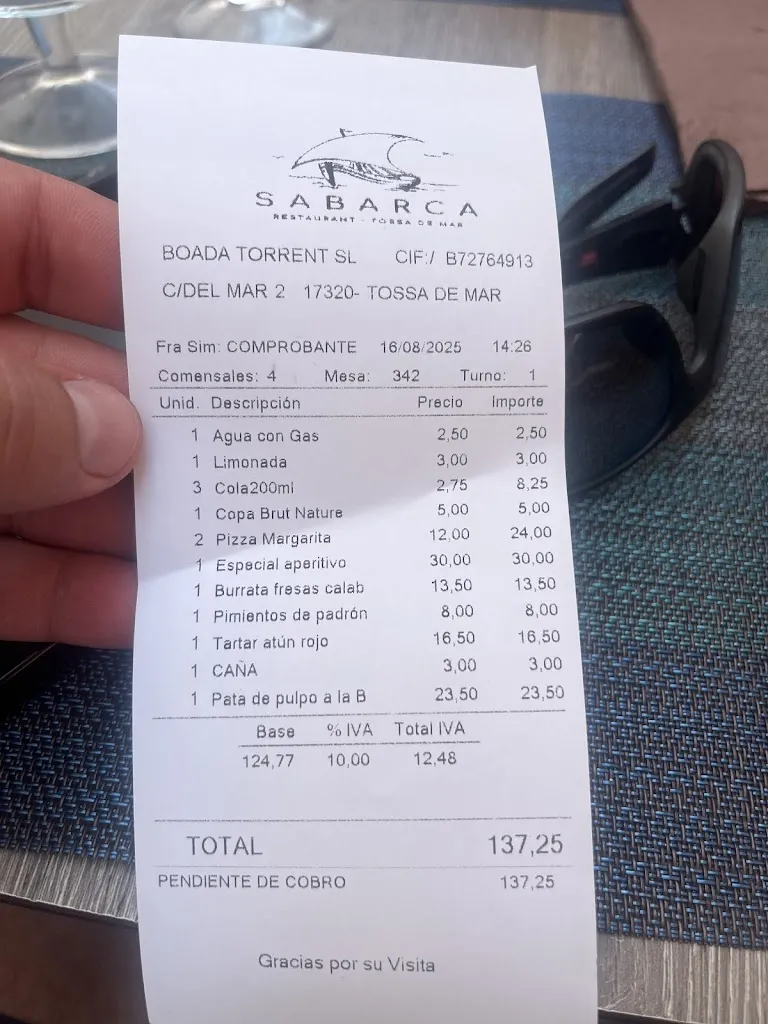 SABARCA
RESTAURANT - TOSSA DE MAR
BOADA TORRENT SL CIF:/ B72764913
C/DEL MAR 2 17320- TOSSA DE MAR
Fra Sim: COMPROBANTE 16/08/2025 14:26
Comensales: 4 Mesa: 342 Turno: 1
Unid. Descripción Precio Importe
1 Agua con Gas 2,50 2,50
1 Limonada 3,00 3,00
3 Cola200ml 2,75 8,25
1 Copa Brut Nature 5,00 5,00
2 Pizza Margarita 12,00 24,00
1 Especial aperitivo 30,00 30,00
1 Burrata fresas calab 13,50 13,50
1 Pimientos de padrón 8,00 8,00
1 Tartar atún rojo 16,50 16,50
1 CAÑA 3,00 3,00
1 Pata de pulpo a la B 23,50 23,50
Base % IVA Total IVA
124,77 10,00 12,48
TOTAL 137,25
PENDIENTE DE COBRO 137,25
Gracias por su Visita